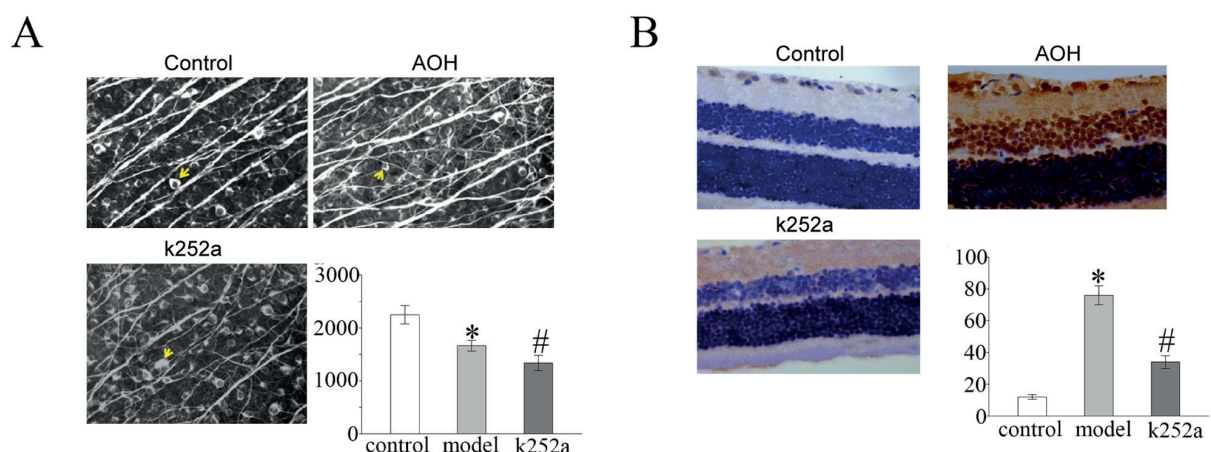 A
Control
AOH
k252a
3000
2000
1000
0
*
#
control model k252a
B
Control
AOH
k252a
100
80
60
40
20
0
*
#
control model k252a